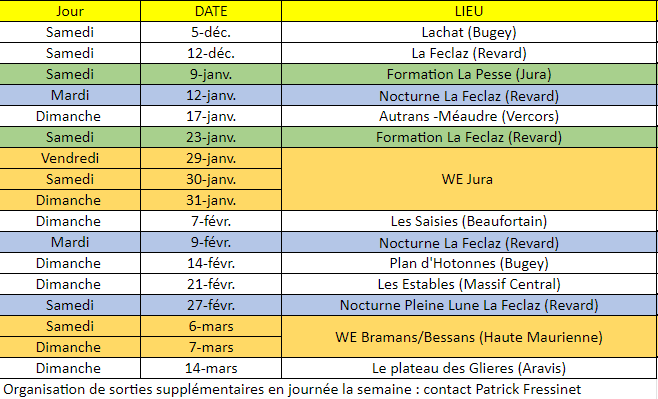 Jour DATE LIEU
Samedi 5-déc. Lachat (Bugey)
Samedi 12-déc. La Feclaz (Revard)
Samedi 9-janv. Formation La Pesse (Jura)
Mardi 12-janv. Nocturne La Feclaz (Revard)
Dimanche 17-janv. Autrans -Méaudre (Vercors)
Samedi 23-janv. Formation La Feclaz (Revard)
Vendredi 29-janv.
Samedi 30-janv. WE Jura
Dimanche 31-janv.
Dimanche 7-févr. Les Saisies (Beaufortain)
Mardi 9-févr. Nocturne La Feclaz (Revard)
Dimanche 14-févr. Plan d'Hotonnes (Bugey)
Dimanche 21-févr. Les Estables (Massif Central)
Samedi 27-févr. Nocturne Pleine Lune La Feclaz (Revard)
Samedi 6-mars WE Bramans/Bessans (Haute Maurienne)
Dimanche 7-mars
Dimanche 14-mars Le plateau des Glieres (Aravis)
Organisation de sorties supplémentaires en journée la semaine : contact Patrick Fressinet